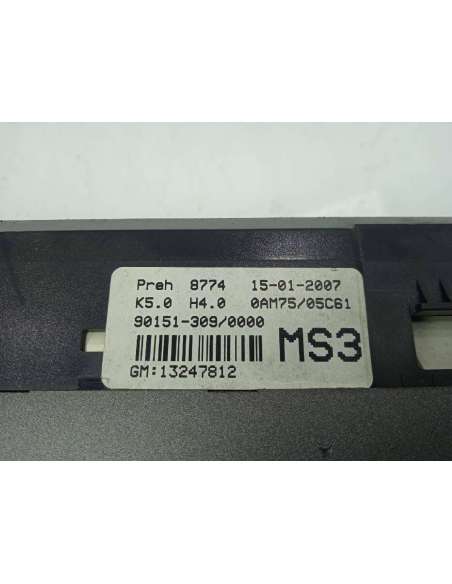 Preh 8774 15-01-2007
K5.0 H4.0 0AM75/05C61
90151-309/0000
MS3
GM:13247812